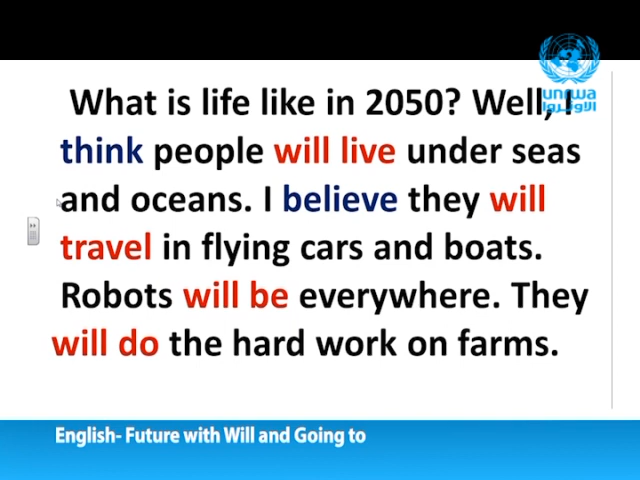 unrwa
الأونروا
What is life like in 2050? Well, I
think people will live under seas
and oceans. I believe they will
travel in flying cars and boats.
Robots will be everywhere. They
will do the hard work on farms.
English- Future with Will and Going to